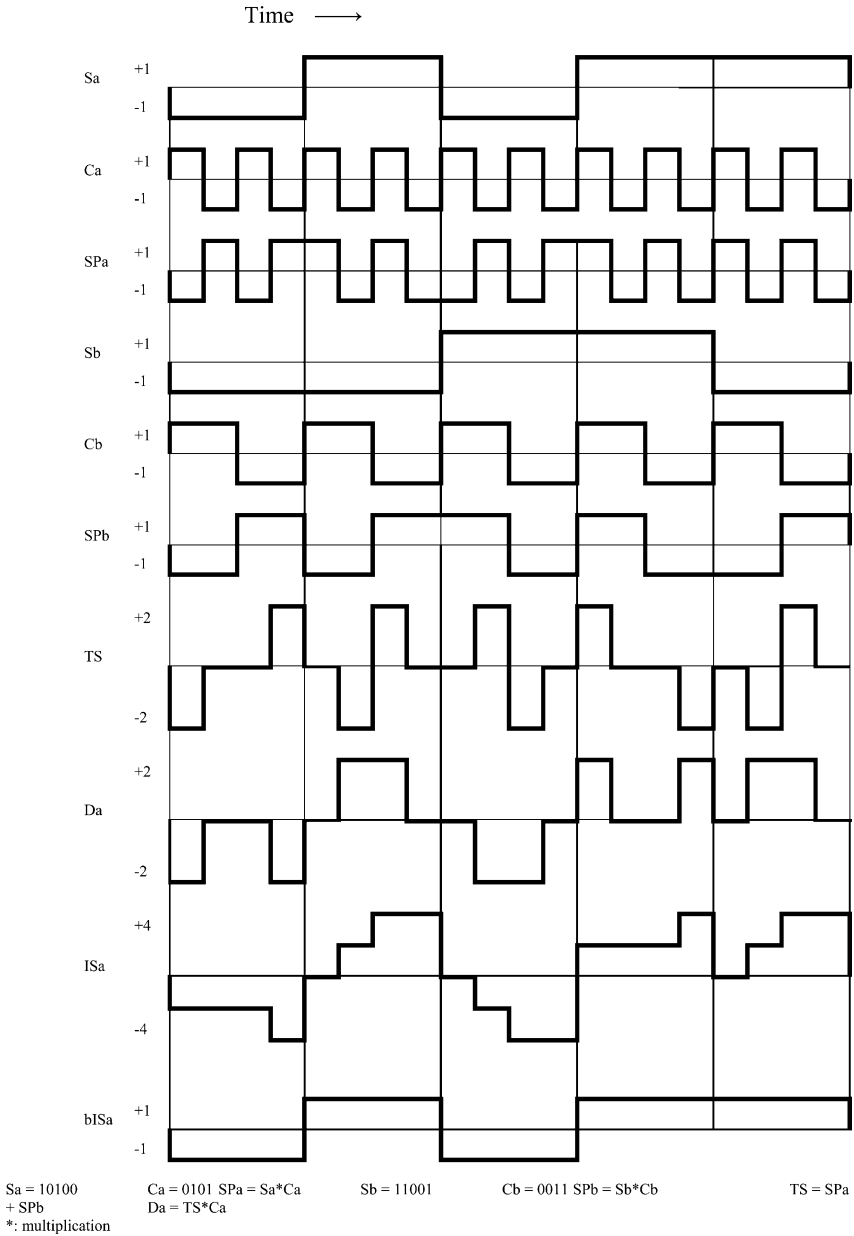 Time →
Sa +1
-1
Ca +1
-1
SPa +1
-1
Sb +1
-1
Cb +1
-1
SPb +1
-1
TS +2
-2
Da +2
-2
ISa +4
-4
bISa +1
-1
Sa = 10100 Ca = 0101 SPa = Sa*Ca Sb = 11001 Cb = 0011 SPb = Sb*Cb TS = SPa
+ SPb Da = TS*Ca
*: multiplication